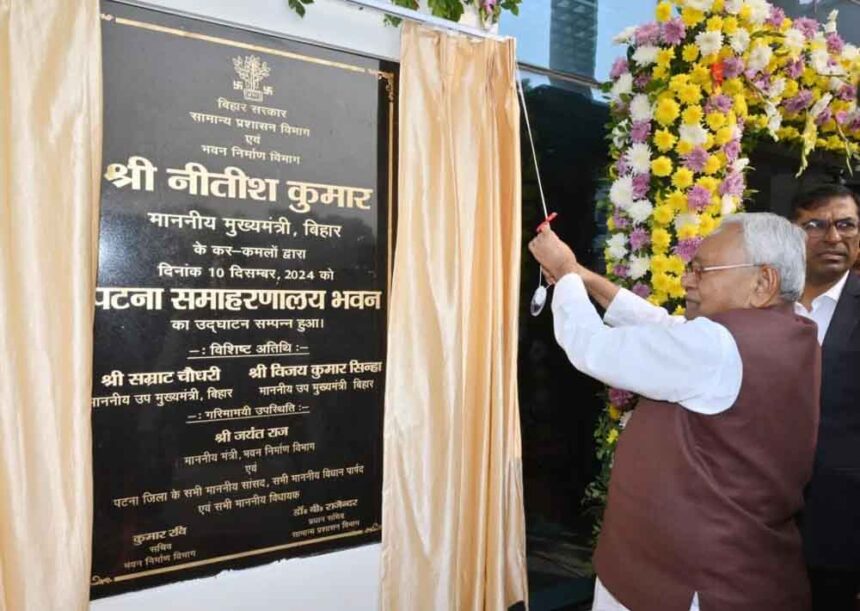 बिहार सरकार
सामान्य प्रशासन विभाग
एवं
भवन निर्माण विभाग
श्री नीतीश कुमार
माननीय मुख्यमंत्री, बिहार
के कर-कमलों द्वारा
दिनांक 10 दिसम्बर, 2024 को
पटना समाहरणालय भवन
का उद्घाटन सम्पन्न हुआ।
-: विशिष्ट अतिथि :-
श्री सम्राट चौधरी श्री विजय कुमार सिन्हा
माननीय उप मुख्यमंत्री, बिहार माननीय उप मुख्यमंत्री बिहार
-: गरिमामयी उपस्थिति :-
श्री जयंत राज
माननीय मंत्री, भवन निर्माण विभाग
एवं
पटना जिला के सभी माननीय सांसद, सभी माननीय विधान पार्षद
एवं सभी माननीय विधायक
कुमार रवि डॉ० बी० राजेन्दर
सचिव प्रधान सचिव
भवन निर्माण विभाग सामान्य प्रशासन विभाग